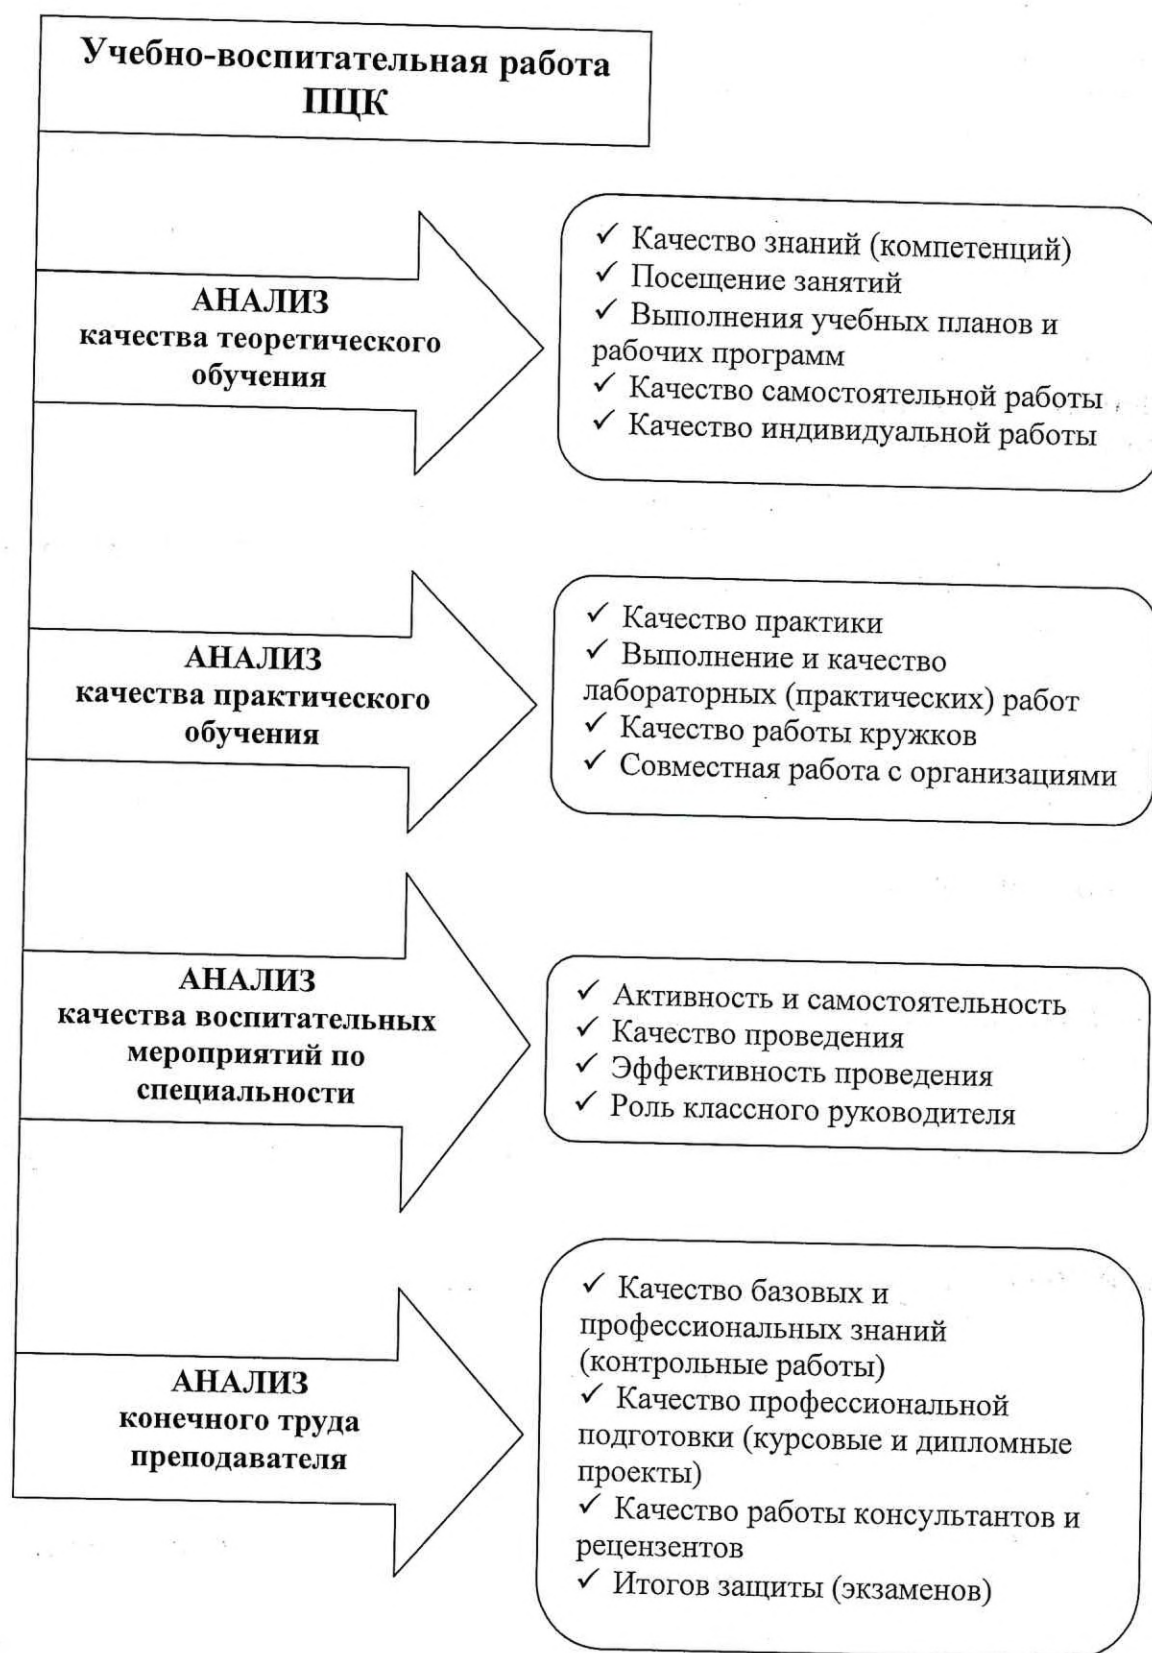 Учебно-воспитательная работа
ПЦК
АНАЛИЗ
качества теоретического
обучения
✓ Качество знаний (компетенций)
✓ Посещение занятий
✓ Выполнения учебных планов и
рабочих программ
✓ Качество самостоятельной работы
✓ Качество индивидуальной работы
АНАЛИЗ
качества практического
обучения
✓ Качество практики
✓ Выполнение и качество
лабораторных (практических) работ
✓ Качество работы кружков
✓ Совместная работа с организациями
АНАЛИЗ
качества воспитательных
мероприятий по
специальности
✓ Активность и самостоятельность
✓ Качество проведения
✓ Эффективность проведения
✓ Роль классного руководителя
АНАЛИЗ
конечного труда
преподавателя
✓ Качество базовых и
профессиональных знаний
(контрольные работы)
✓ Качество профессиональной
подготовки (курсовые и дипломные
проекты)
✓ Качество работы консультантов и
рецензентов
✓ Итогов защиты (экзаменов)